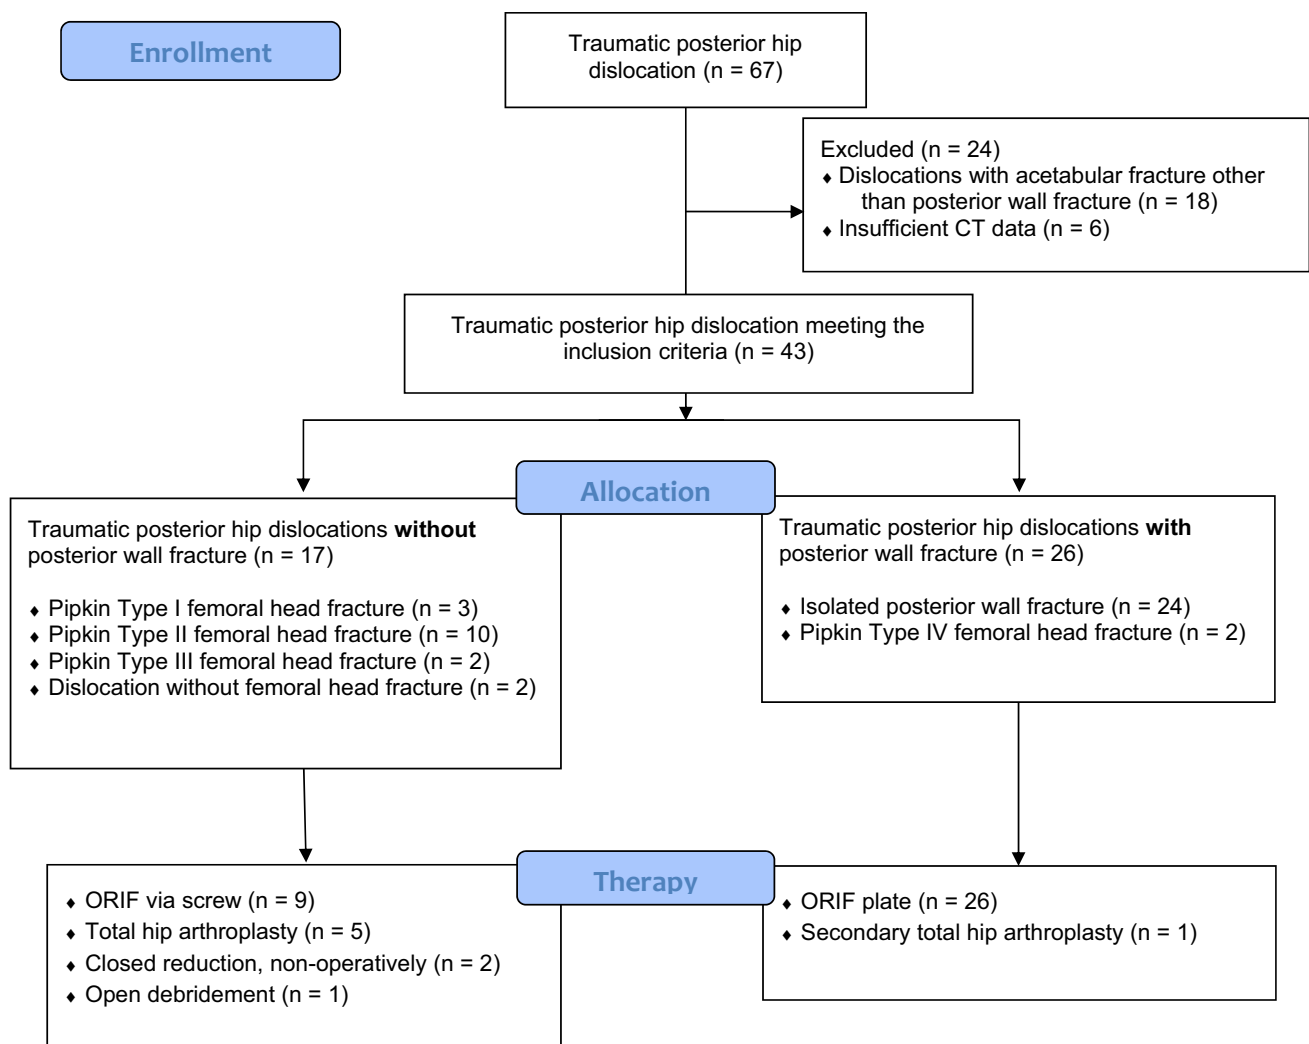 Enrollment
Traumatic posterior hip
dislocation (n = 67)
Excluded (n = 24)
♦ Dislocations with acetabular fracture other
than posterior wall fracture (n = 18)
♦ Insufficient CT data (n = 6)
Traumatic posterior hip dislocation meeting the
inclusion criteria (n = 43)
Allocation
Traumatic posterior hip dislocations without
posterior wall fracture (n = 17)
♦ Pipkin Type I femoral head fracture (n = 3)
♦ Pipkin Type II femoral head fracture (n = 10)
♦ Pipkin Type III femoral head fracture (n = 2)
♦ Dislocation without femoral head fracture (n = 2)
Traumatic posterior hip dislocations with
posterior wall fracture (n = 26)
♦ Isolated posterior wall fracture (n = 24)
♦ Pipkin Type IV femoral head fracture (n = 2)
Therapy
♦ ORIF via screw (n = 9)
♦ Total hip arthroplasty (n = 5)
♦ Closed reduction, non-operatively (n = 2)
♦ Open debridement (n = 1)
♦ ORIF plate (n = 26)
♦ Secondary total hip arthroplasty (n = 1)